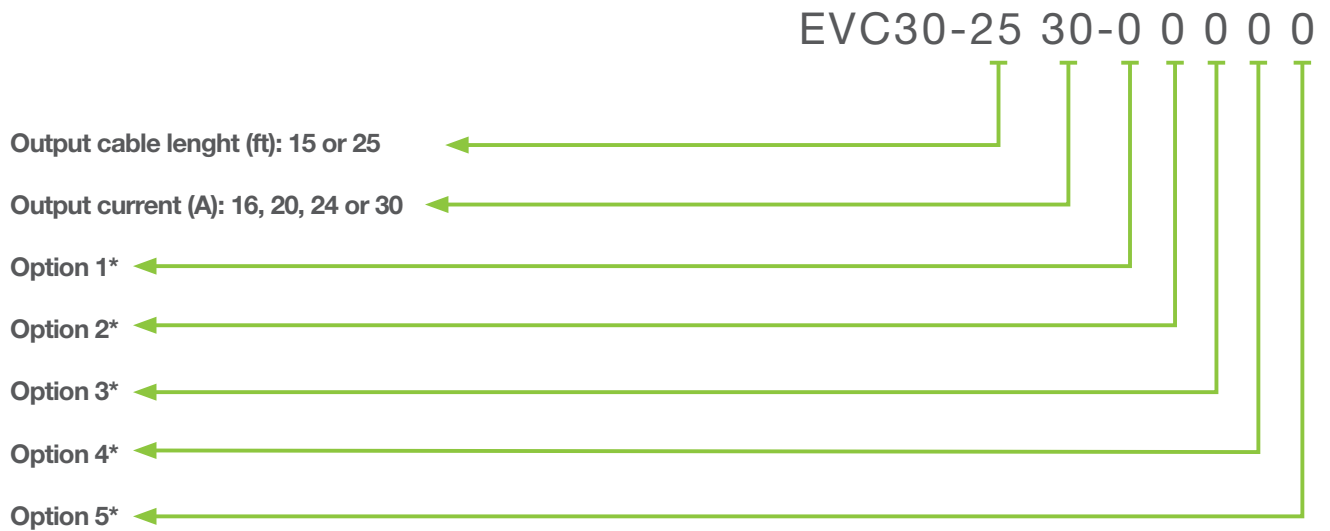 EVC30-25 30-0 0 0 0 0
Output cable lenght (ft): 15 or 25
Output current (A): 16, 20, 24 or 30
Option 1*
Option 2*
Option 3*
Option 4*
Option 5*